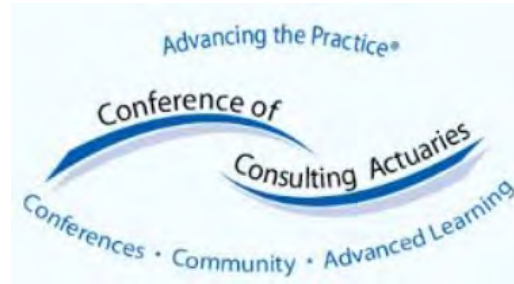 Advancing the Practice®
Conference of
Consulting Actuaries
Conferences · Community · Advanced Learning